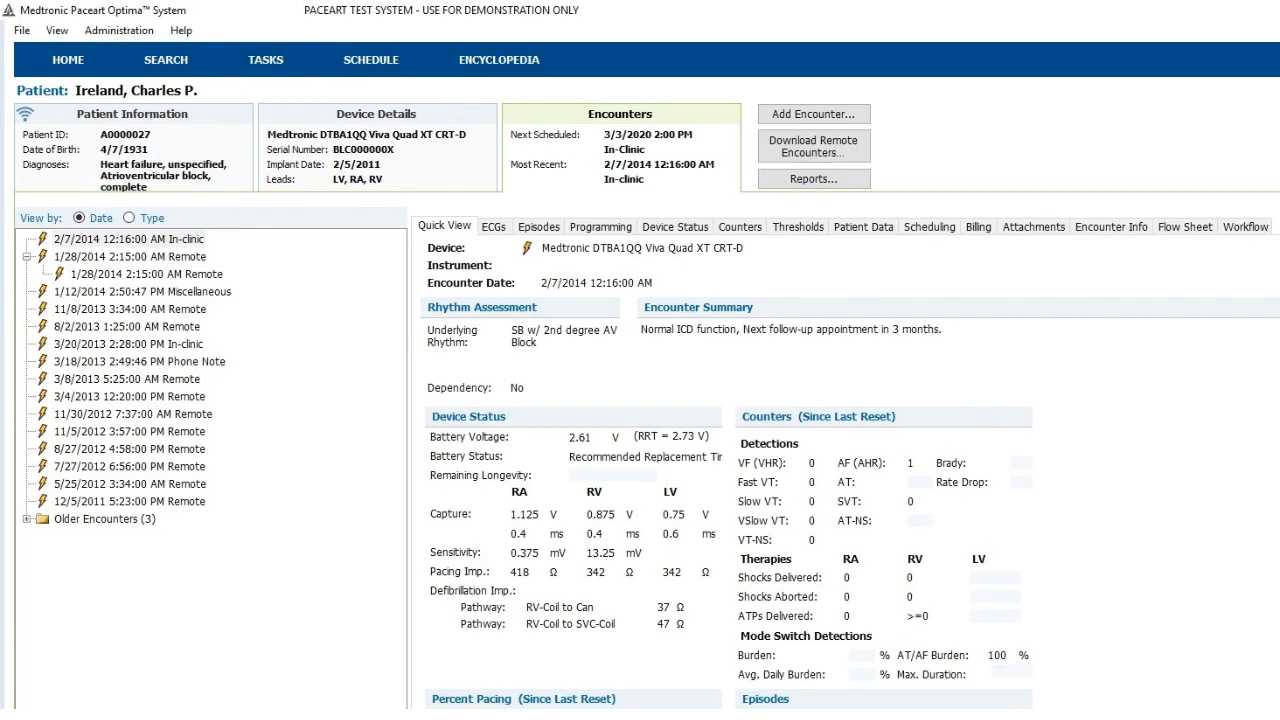 Medtronic Paceart Optima™ System PACEART TEST SYSTEM - USE FOR DEMONSTRATION ONLY
File View Administration Help
HOME SEARCH TASKS SCHEDULE ENCYCLOPEDIA
Patient: Ireland, Charles P.
Patient Information
Patient ID: A0000027
Date of Birth: 4/7/1931
Diagnoses: Heart failure, unspecified,
Atrioventricular block,
complete
Device Details
Medtronic DTBA1QQ Viva Quad XT CRT-D
Serial Number: BLC000000X
Implant Date: 2/5/2011
Leads: LV, RA, RV
Encounters
Next Scheduled: 3/3/2020 2:00 PM
In-Clinic
Most Recent: 2/7/2014 12:16:00 AM
In-clinic
Add Encounter...
Download Remote
Encounters...
Reports...
View by: Date Type
2/7/2014 12:16:00 AM In-clinic
1/28/2014 2:15:00 AM Remote
1/28/2014 2:15:00 AM Remote
1/12/2014 2:50:47 PM Miscellaneous
11/8/2013 3:34:00 AM Remote
8/2/2013 1:25:00 AM Remote
3/20/2013 2:28:00 PM In-clinic
3/18/2013 2:49:46 PM Phone Note
3/8/2013 5:25:00 AM Remote
3/4/2013 12:20:00 PM Remote
11/30/2012 7:37:00 AM Remote
11/5/2012 3:57:00 PM Remote
8/27/2012 4:58:00 PM Remote
7/27/2012 6:56:00 PM Remote
5/25/2012 3:34:00 AM Remote
12/5/2011 5:23:00 PM Remote
Older Encounters (3)
Quick View ECGs Episodes Programming Device Status Counters Thresholds Patient Data Scheduling Billing Attachments Encounter Info Flow Sheet Workflow
Device: Medtronic DTBA1QQ Viva Quad XT CRT-D
Instrument:
Encounter Date: 2/7/2014 12:16:00 AM
Rhythm Assessment
Underlying SB w/ 2nd degree AV
Rhythm: Block
Dependency: No
Encounter Summary
Normal ICD function, Next follow-up appointment in 3 months.
Device Status
Battery Voltage: 2.61 V (RRT = 2.73 V)
Battery Status: Recommended Replacement Tir
Remaining Longevity:
RA RV LV
Capture: 1.125 V 0.875 V 0.75 V
0.4 ms 0.4 ms 0.6 ms
Sensitivity: 0.375 mV 13.25 mV
Pacing Imp.: 418 Ω 342 Ω 342 Ω
Defibrillation Imp.:
Pathway: RV-Coil to Can 37 Ω
Pathway: RV-Coil to SVC-Coil 47 Ω
Percent Pacing (Since Last Reset)
Counters (Since Last Reset)
Detections
VF (VHR): 0 AF (AHR): 1 Brady:
Fast VT: 0 AT: Rate Drop:
Slow VT: 0 SVT: 0
VSlow VT: 0 AT-NS:
VT-NS: 0
Therapies RA RV LV
Shocks Delivered: 0 0
Shocks Aborted: 0 0
ATPs Delivered: 0 >=0
Mode Switch Detections
Burden: % AT/AF Burden: 100 %
Avg. Daily Burden: % Max. Duration:
Episodes